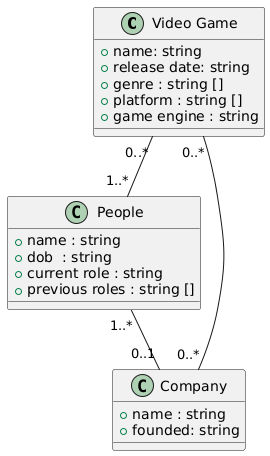 C Video Game
name: string
release date: string
genre : string []
platform : string []
game engine : string
0..*
0..*
1..*
C People
name : string
dob : string
current role : string
previous roles : string []
1..*
0..1
0..*
C Company
name : string
founded: string